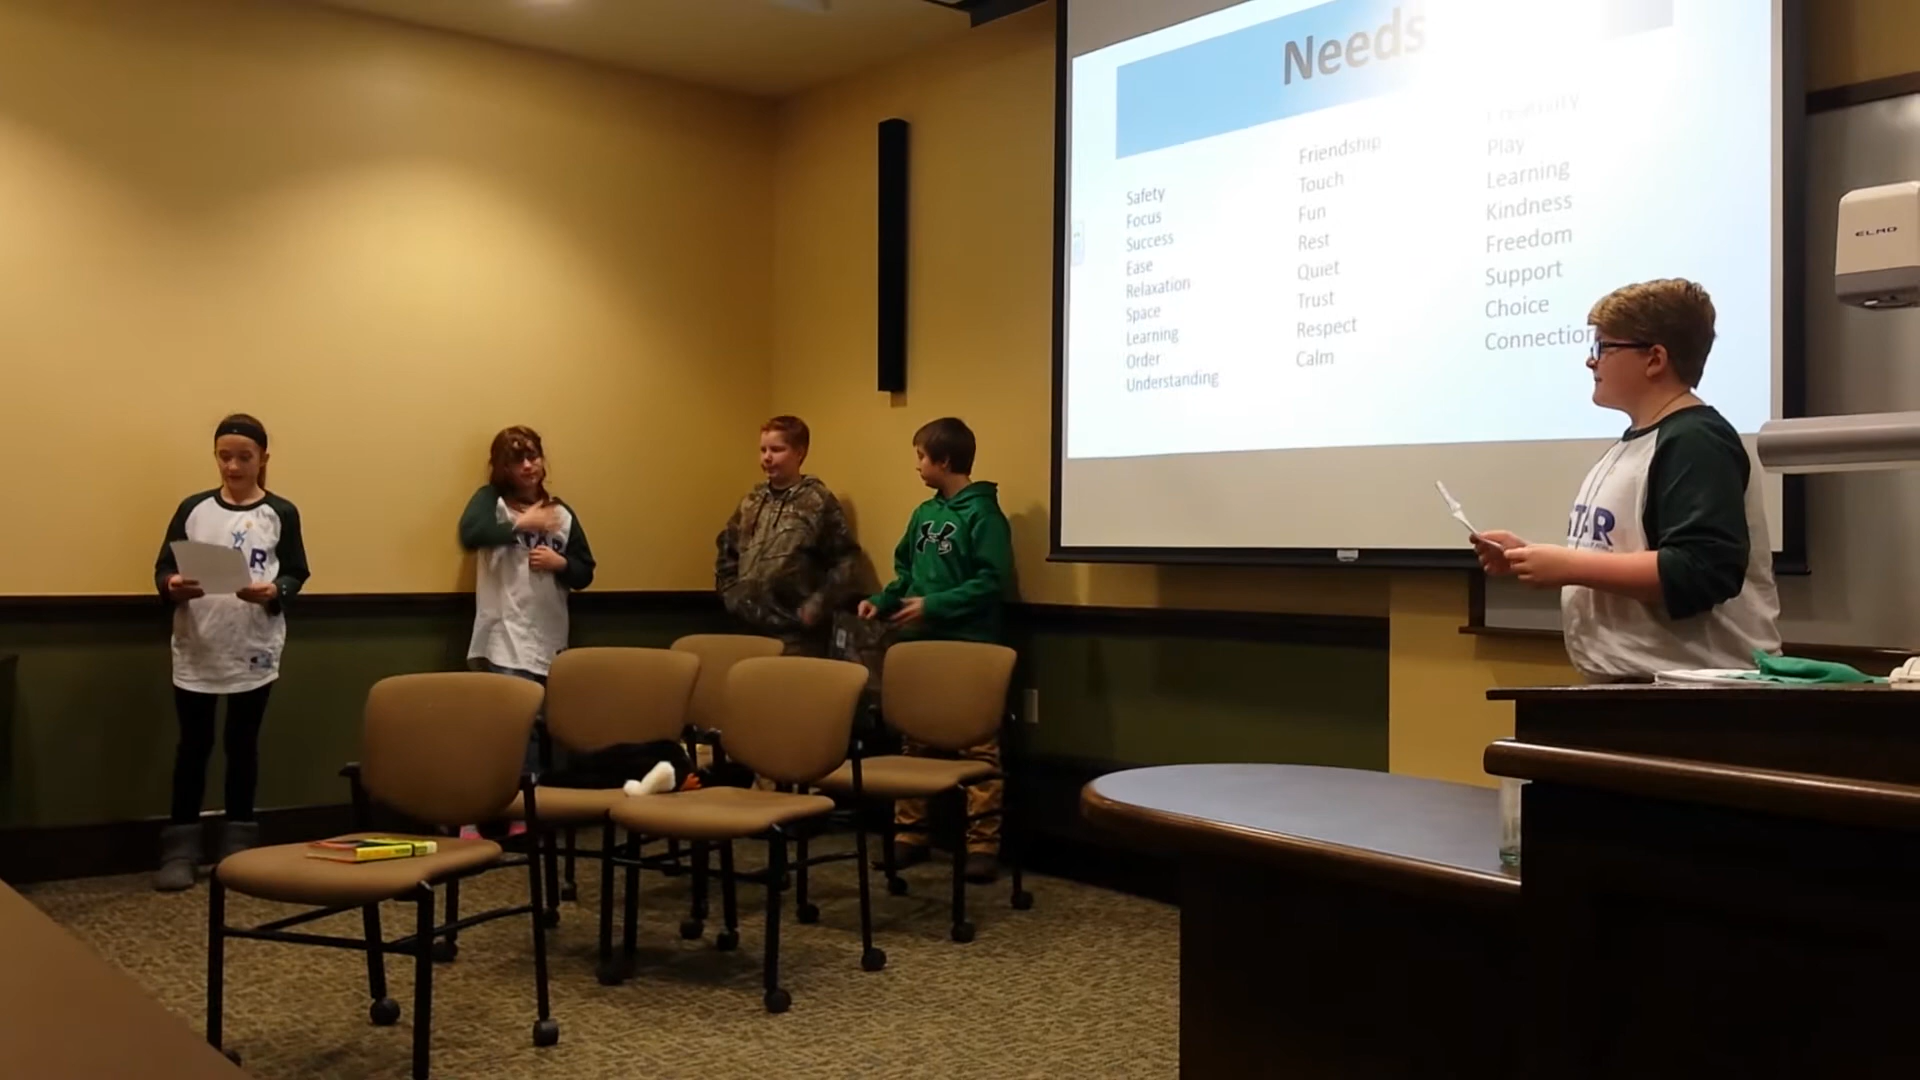 Needs
Safety
Focus
Success
Ease
Relaxation
Space
Learning
Order
Understanding
Friendship
Touch
Fun
Rest
Quiet
Trust
Respect
Calm
Creativity
Play
Learning
Kindness
Freedom
Support
Choice
Connection
ELMO